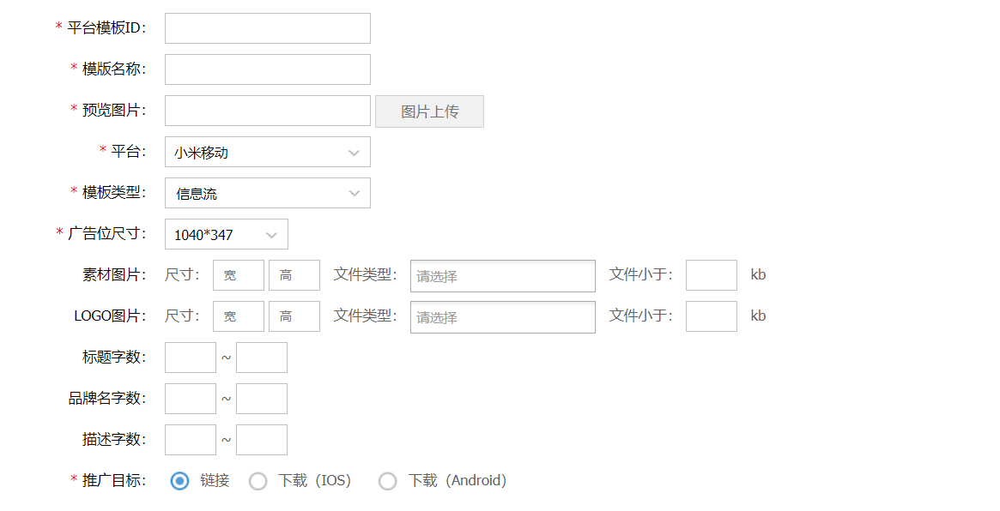 * 平台模板ID：
* 模版名称：
* 预览图片： 图片上传
* 平台： 小米移动
* 模板类型： 信息流
* 广告位尺寸： 1040*347
素材图片： 尺寸： 宽 高 文件类型： 请选择 文件小于： kb
LOGO图片： 尺寸： 宽 高 文件类型： 请选择 文件小于： kb
标题字数： ~
品牌名字数： ~
描述字数： ~
* 推广目标： 链接 下载（IOS） 下载（Android）